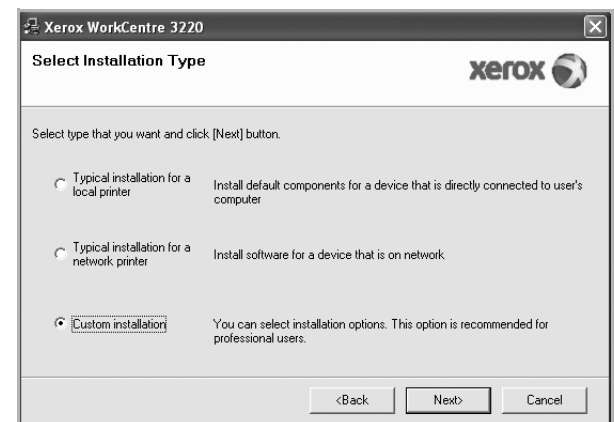 Xerox WorkCentre 3220
Select Installation Type
xerox
Select type that you want and click [Next] button.
Typical installation for a
local printer
Install default components for a device that is directly connected to user's
computer
Typical installation for a
network printer
Install software for a device that is on network
Custom installation
You can select installation options. This option is recommended for
professional users.
<Back
Next>
Cancel